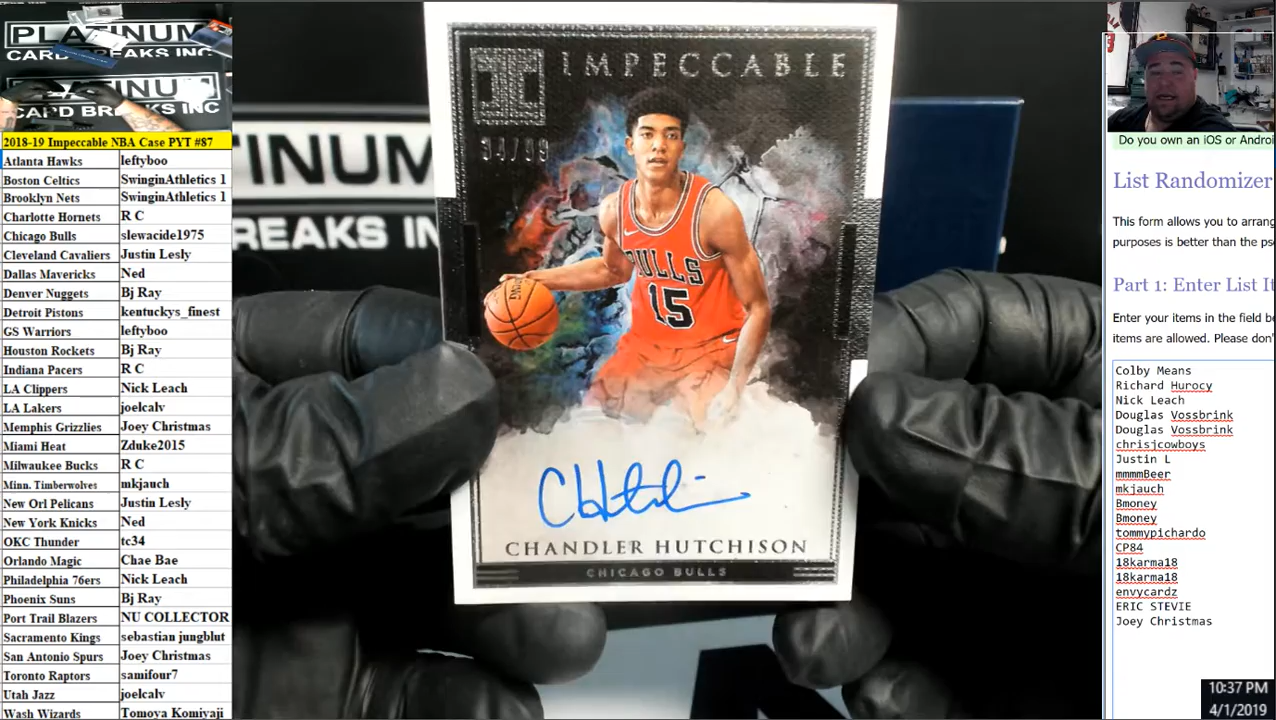 PLATINUM
CARD BREAKS INC
CARD BREAKS INC
2018-19 Impeccable NBA Case PYT #87
Atlanta Hawks leftyboo
Boston Celtics SwinginAthletics 1
Brooklyn Nets SwinginAthletics 1
Charlotte Hornets R C
Chicago Bulls slewacide1975
Cleveland Cavaliers Justin Lesly
Dallas Mavericks Ned
Denver Nuggets Bj Ray
Detroit Pistons kentuckys_finest
GS Warriors leftyboo
Houston Rockets Bj Ray
Indiana Pacers R C
LA Clippers Nick Leach
LA Lakers joelcalv
Memphis Grizzlies Joey Christmas
Miami Heat Zduke2015
Milwaukee Bucks R C
Minn. Timberwolves mkjauch
New Orl Pelicans Justin Lesly
New York Knicks Ned
OKC Thunder tc34
Orlando Magic Chae Bae
Philadelphia 76ers Nick Leach
Phoenix Suns Bj Ray
Port Trail Blazers NU COLLECTOR
Sacramento Kings sebastian jungblut
San Antonio Spurs Joey Christmas
Toronto Raptors samifour7
Utah Jazz joelcalv
Wash Wizards Tomoya Komiyaji
TINUM
REAKS IN
IMPECCABLE
BULLS
15
CHANDLER HUTCHISON
CHICAGO BULLS
Do you own an iOS or Androi
List Randomizer
This form allows you to arrang
purposes is better than the pse
Part 1: Enter List It
Enter your items in the field be
items are allowed. Please don'
Colby Means
Richard Hurocy
Nick Leach
Douglas Vossbrink
Douglas Vossbrink
chrisjcowboys
Justin L
mmmmBeer
mkjauch
Bmoney
Bmoney
tommypichardo
CP84
18karma18
18karma18
envycardz
ERIC STEVIE
Joey Christmas
10:37 PM
4/1/2019